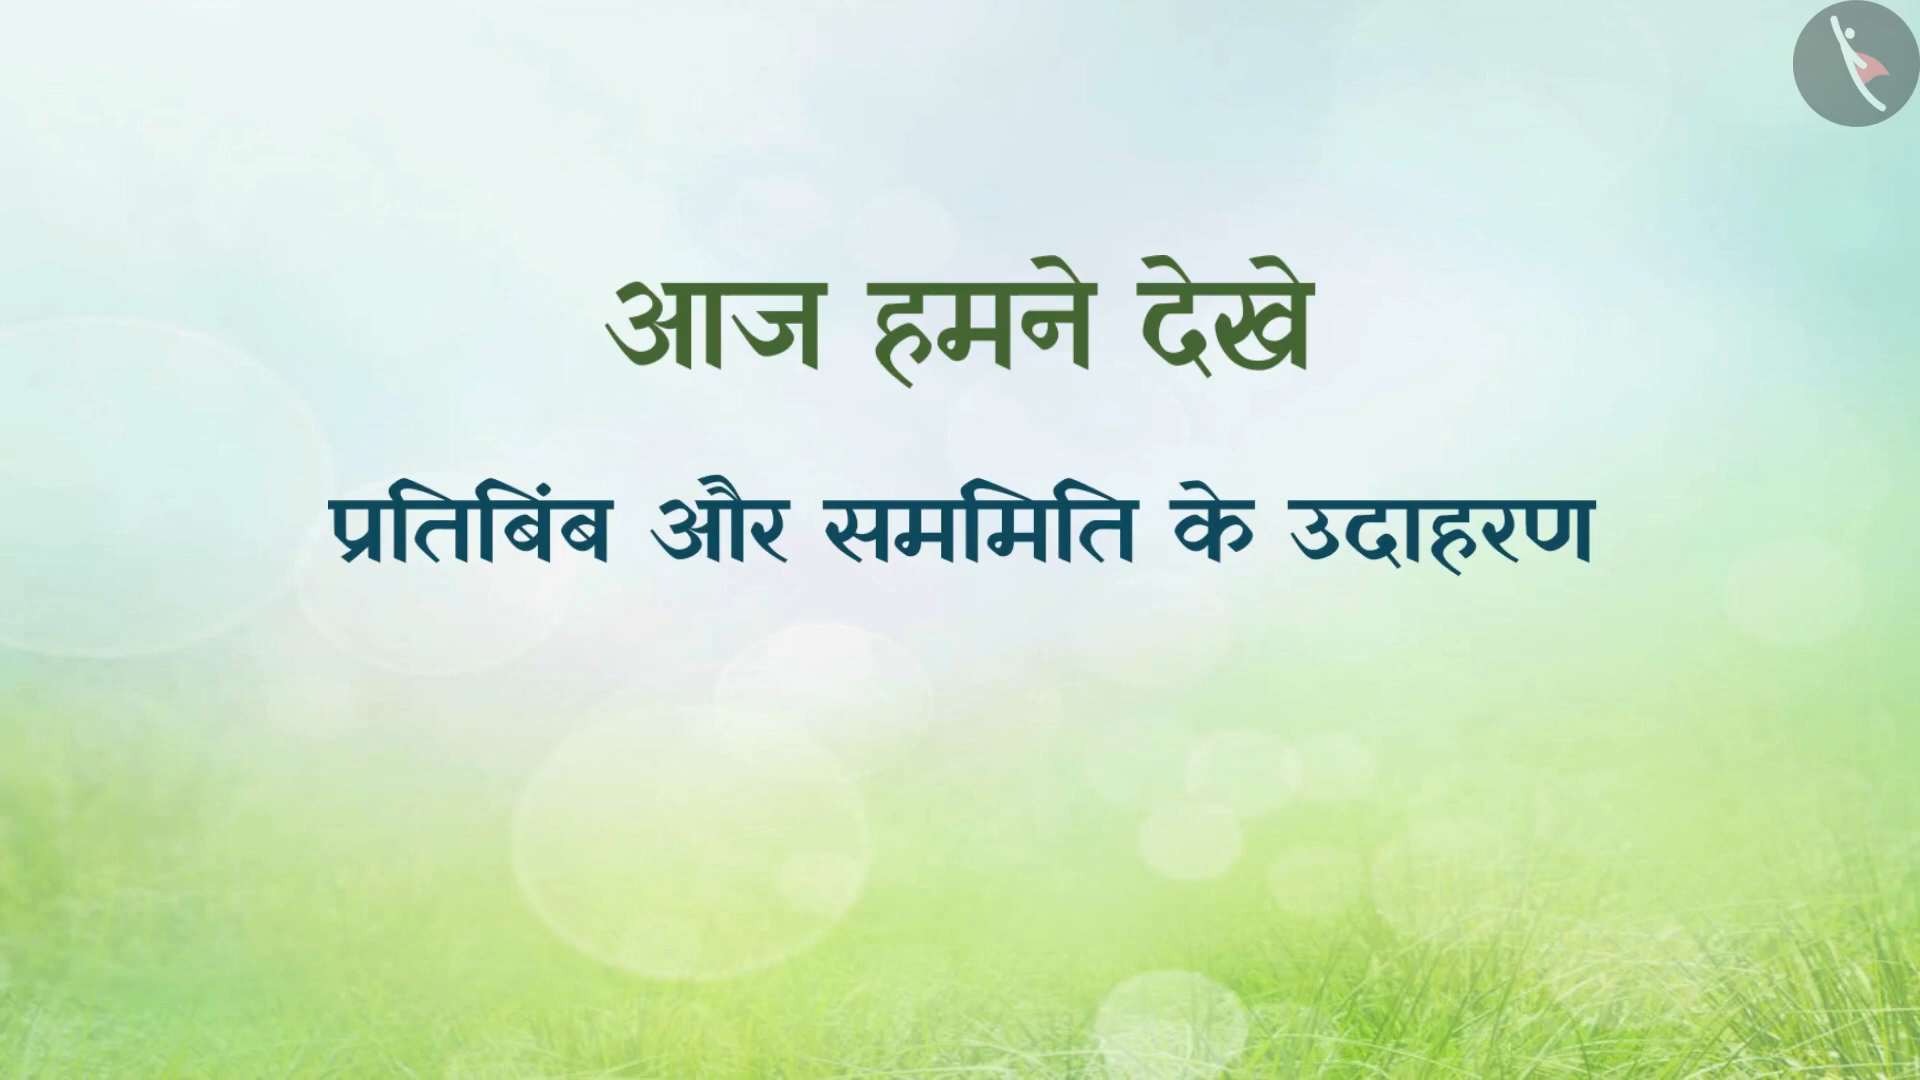 आज हमने देखे
प्रतिबिंब और सममिति के उदाहरण